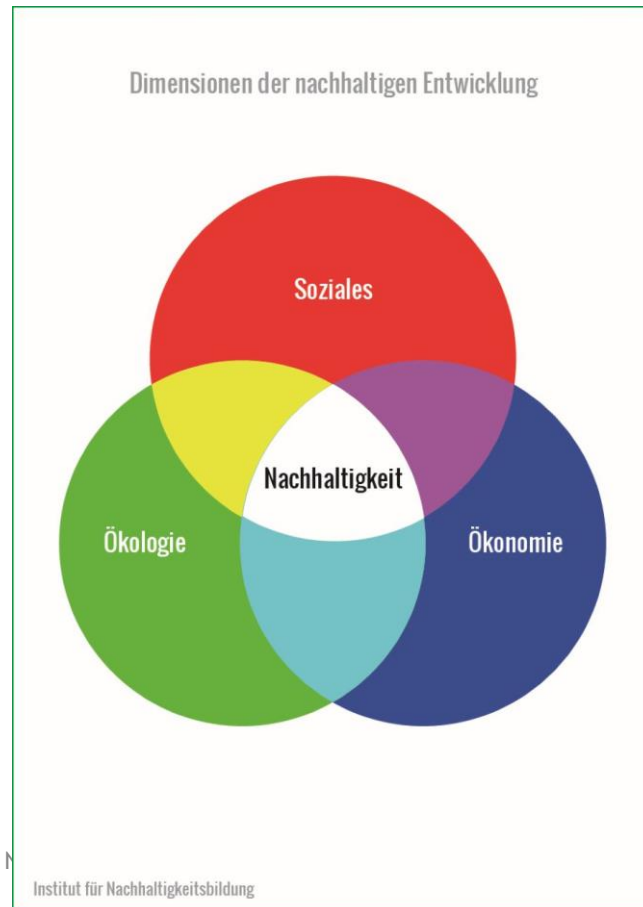 Dimensionen der nachhaltigen Entwicklung
Soziales
Nachhaltigkeit
Ökologie
Ökonomie
Institut für Nachhaltigkeitsbildung